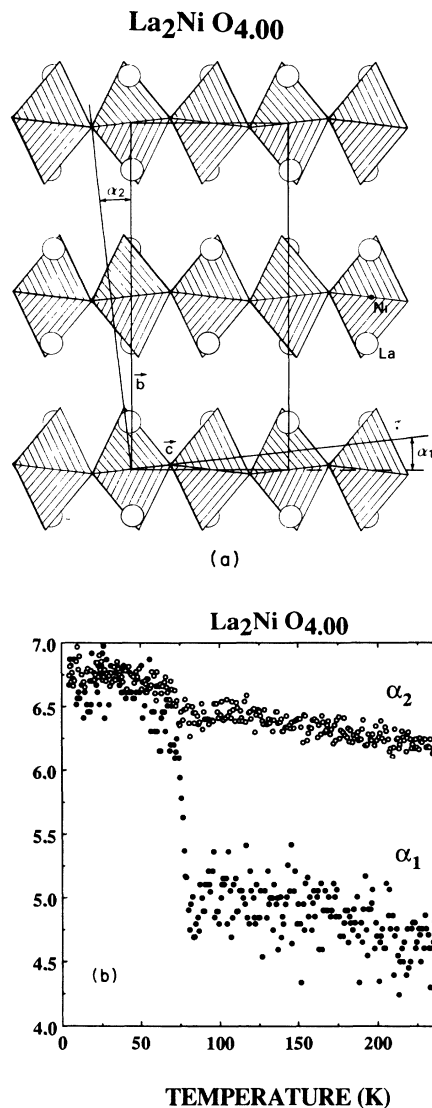 La2Ni O4.00
α2
Ni
La
b
c
α1
(a)
La2Ni O4.00
7.0
α2
6.5
6.0
5.5
α1
5.0
4.5
(b)
4.0
0 50 100 150 200
TEMPERATURE (K)